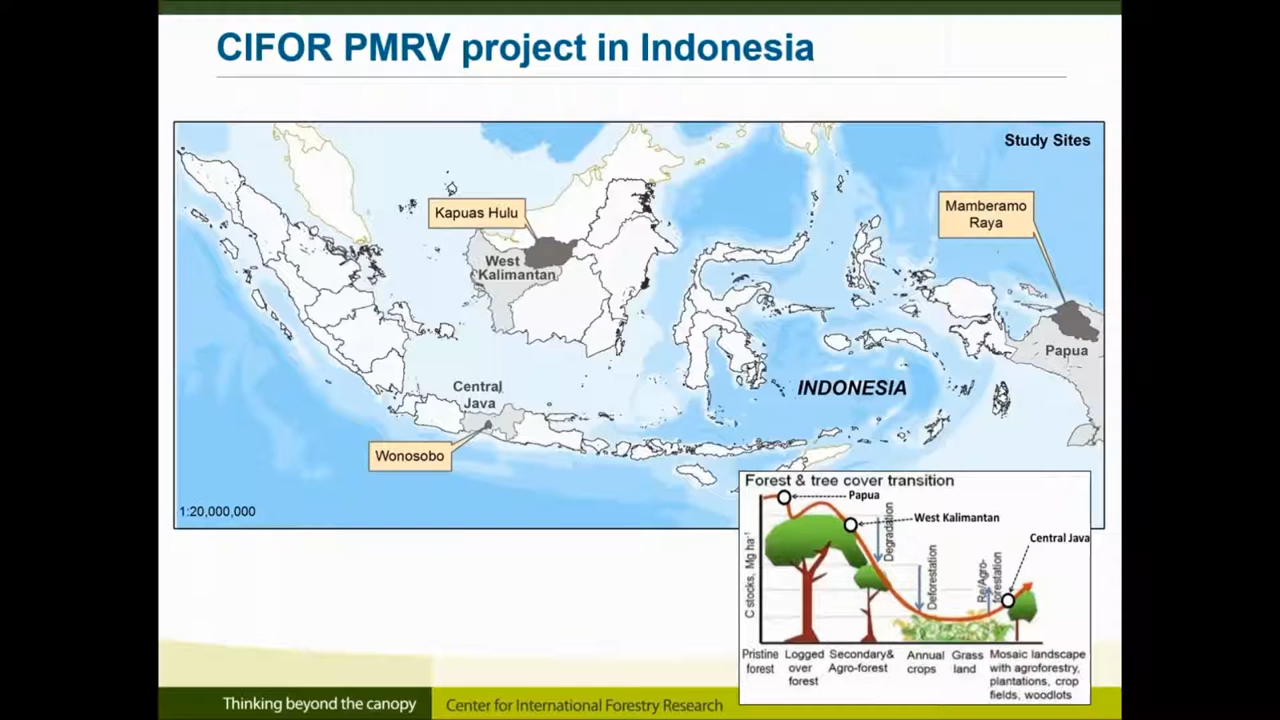 CIFOR PMRV project in Indonesia
Study Sites
Kapuas Hulu
Mamberamo
Raya
West
Kalimantan
Papua
Central
Java
INDONESIA
Wonosobo
1:20,000,000
Forest & tree cover transition
Papua
West Kalimantan
Central Java
C stocks, Mg ha-1
Degradation
Deforestation
Re/Agro-
forestation
Pristine
forest
Logged
over
forest
Secondary&
Agro-forest
Annual
crops
Grass
land
Mosaic landscape
with agroforestry,
plantations, crop
fields, woodlots
Thinking beyond the canopy
Center for International Forestry Research